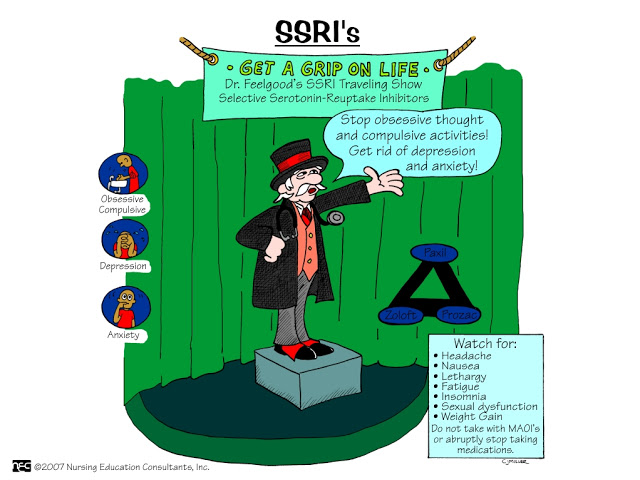 SSRI's
• GET A GRIP ON LIFE •
Dr. Feelgood's SSRI Traveling Show
Selective Serotonin-Reuptake Inhibitors
Stop obsessive thought
and compulsive activities!
Get rid of depression
and anxiety!
Obsessive
Compulsive
Depression
Anxiety
Paxil
Zoloft
Prozac
Watch for:
• Headache
• Nausea
• Lethargy
• Fatigue
• Insomnia
• Sexual dysfunction
• Weight Gain
Do not take with MAOI's
or abruptly stop taking
medications.
CJMILLER
NEC ©2007 Nursing Education Consultants, Inc.